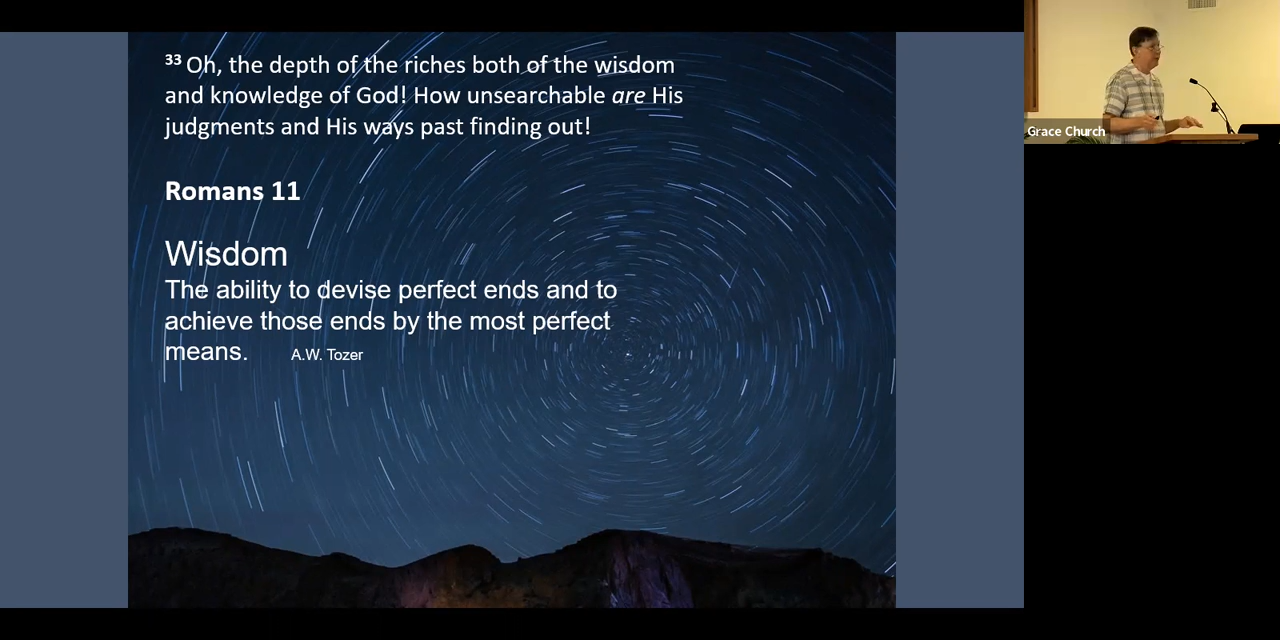 33 Oh, the depth of the riches both of the wisdom
and knowledge of God! How unsearchable are His
judgments and His ways past finding out!
Romans 11
Wisdom
The ability to devise perfect ends and to
achieve those ends by the most perfect
means. A.W. Tozer
Grace Church